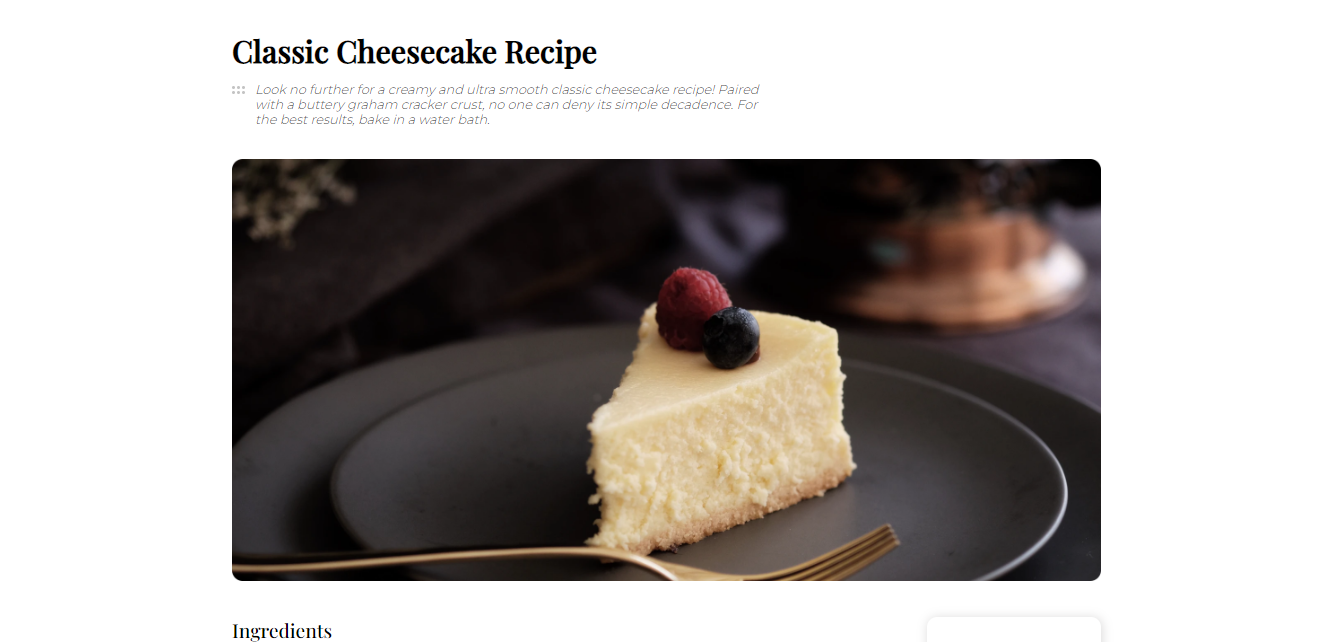 Classic Cheesecake Recipe
Look no further for a creamy and ultra smooth classic cheesecake recipe! Paired
with a buttery graham cracker crust, no one can deny its simple decadence. For
the best results, bake in a water bath.
Ingredients